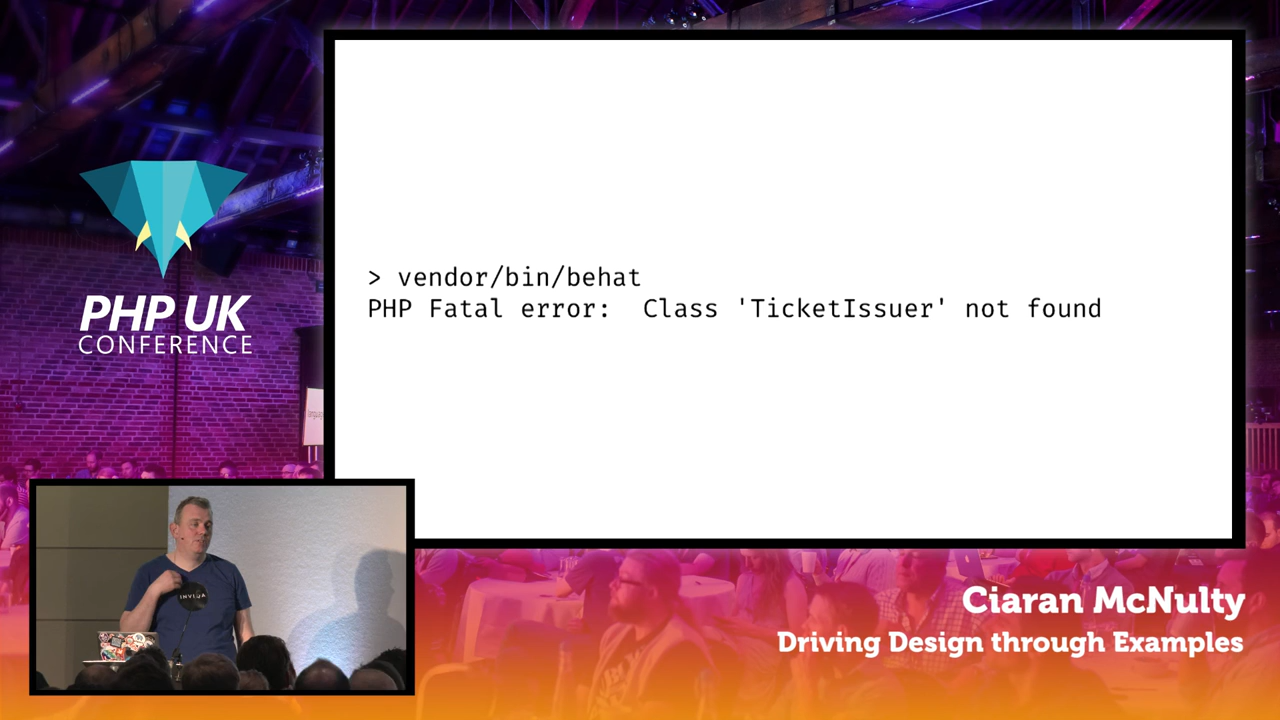 > vendor/bin/behat
PHP Fatal error:  Class 'TicketIssuer' not found
PHP UK
CONFERENCE
INVIQA
Ciaran McNulty
Driving Design through Examples